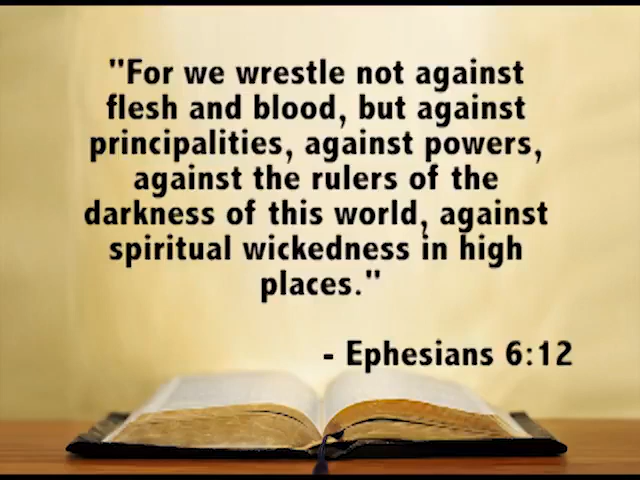 "For we wrestle not against
flesh and blood, but against
principalities, against powers,
against the rulers of the
darkness of this world, against
spiritual wickedness in high
places."
- Ephesians 6:12